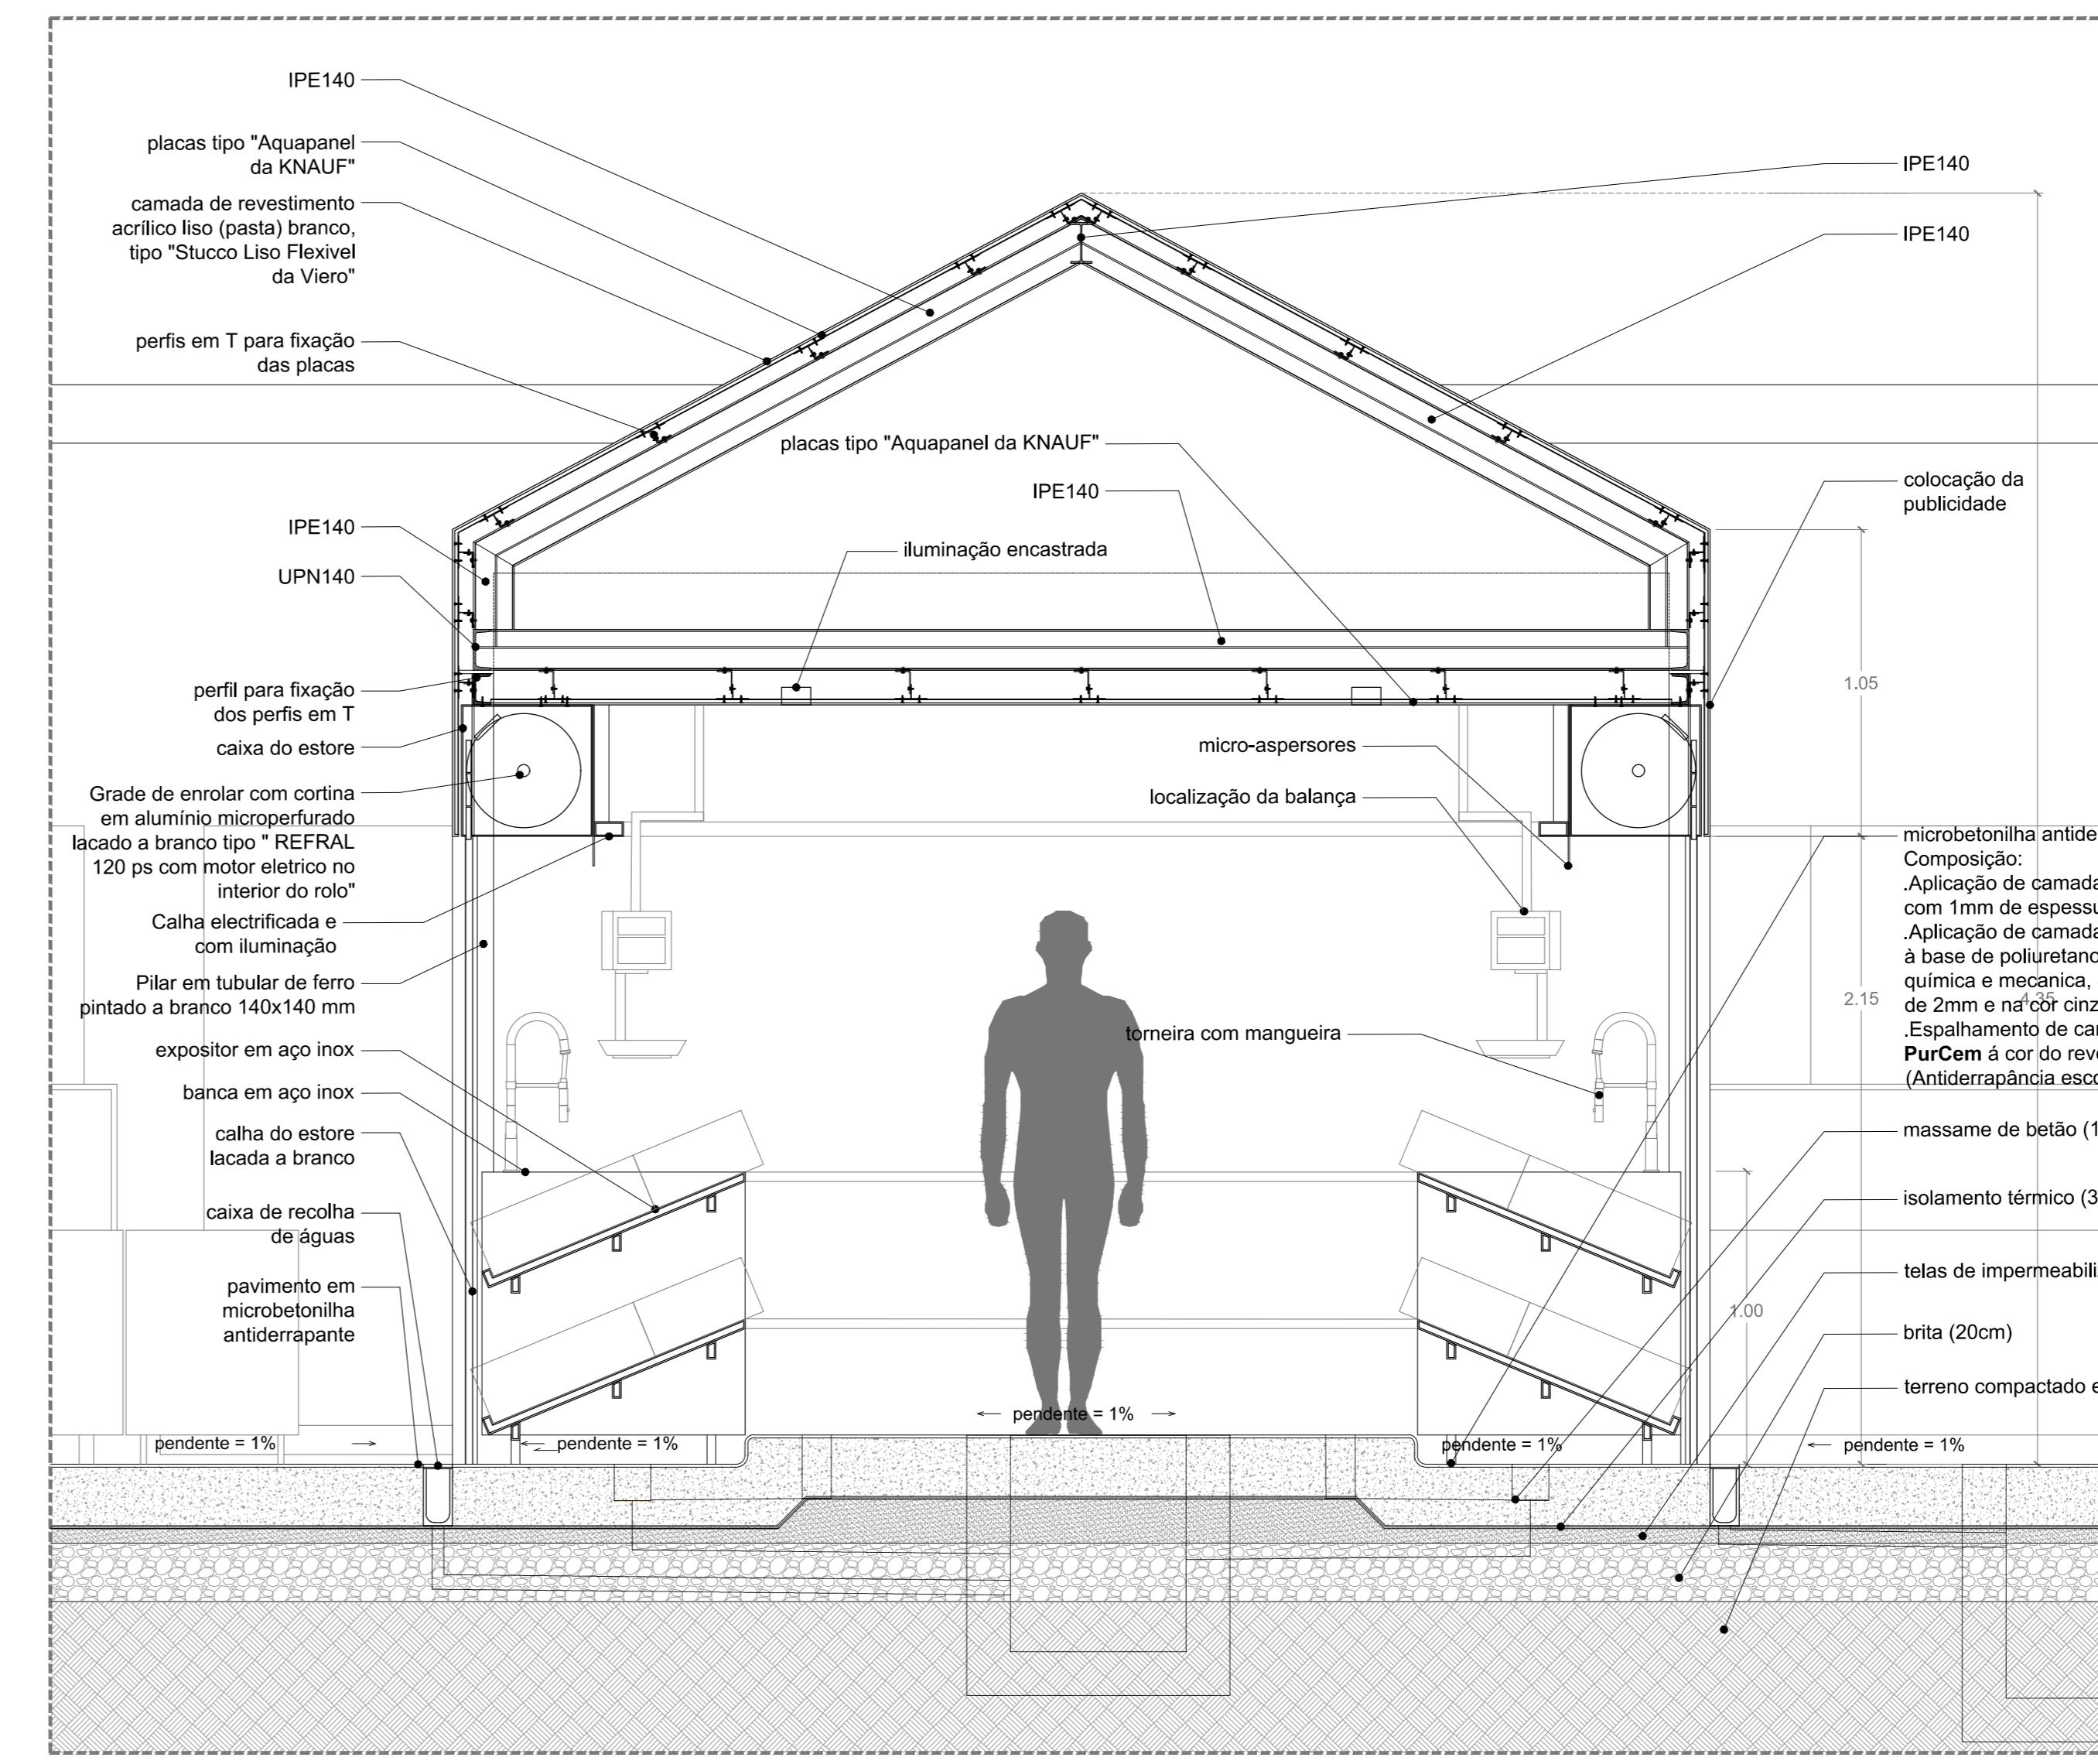 IPE140
placas tipo "Aquapanel
da KNAUF"
camada de revestimento
acrílico liso (pasta) branco,
tipo "Stucco Liso Flexivel
da Viero"
perfis em T para fixação
das placas
IPE140
UPN140
perfil para fixação
dos perfis em T
caixa do estore
Grade de enrolar com cortina
em alumínio microperfurado
lacado a branco tipo " REFRAL
120 ps com motor eletrico no
interior do rolo"
Calha electrificada e
com iluminação
Pilar em tubular de ferro
pintado a branco 140x140 mm
expositor em aço inox
banca em aço inox
calha do estore
lacada a branco
caixa de recolha
de águas
pavimento em
microbetonilha
antiderrapante
placas tipo "Aquapanel da KNAUF"
IPE140
iluminação encastrada
micro-aspersores
localização da balança
torneira com mangueira
pendente = 1%
pendente = 1%
pendente = 1%
pendente = 1%
pendente = 1%
IPE140
IPE140
colocação da
publicidade
1.05
2.15
4.35
1.00
microbetonilha antide
Composição:
.Aplicação de camada
com 1mm de espessu
.Aplicação de camada
à base de poliuretano
química e mecanica,
de 2mm e na cor cinz
.Espalhamento de car
PurCem á cor do reve
(Antiderrapância esco
massame de betão (1
isolamento térmico (3
telas de impermeabili
brita (20cm)
terreno compactado e